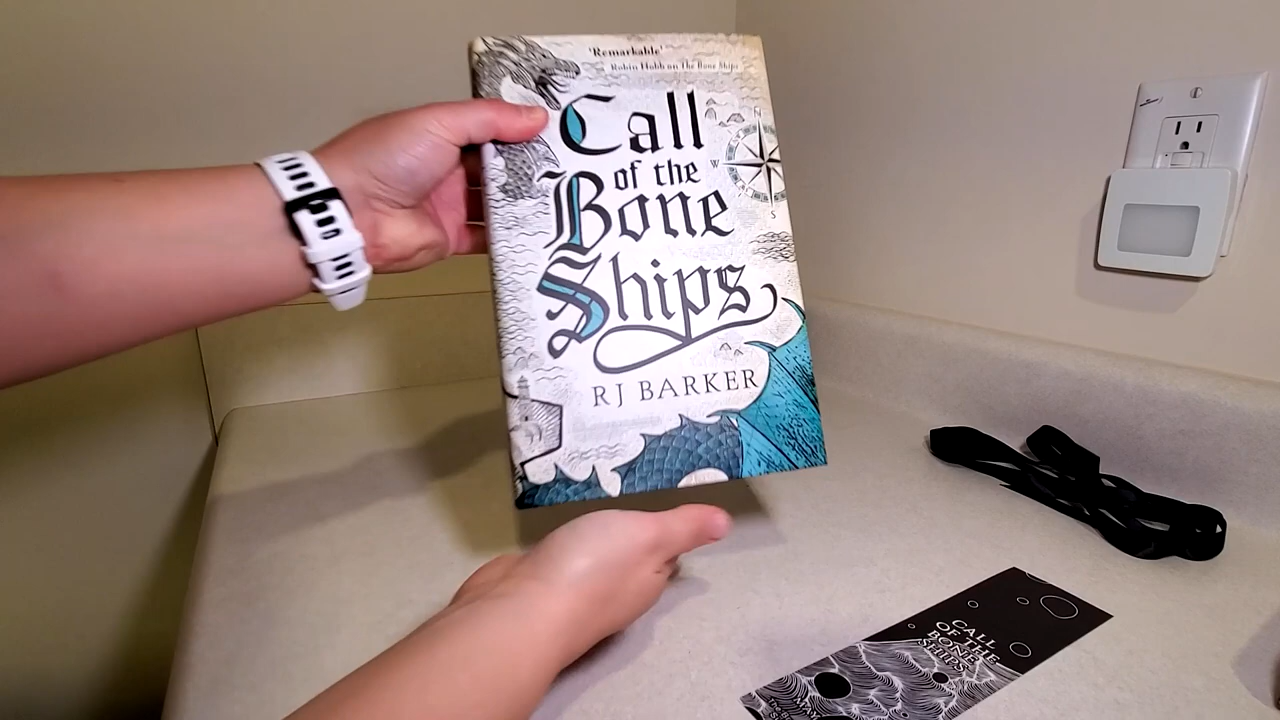 'Remarkable'
Robin Hobb on The Bone Ships
Call
of the
Bone
Ships
RJ BARKER
N
W
S
CALL
OF THE
BONE
SHIPS